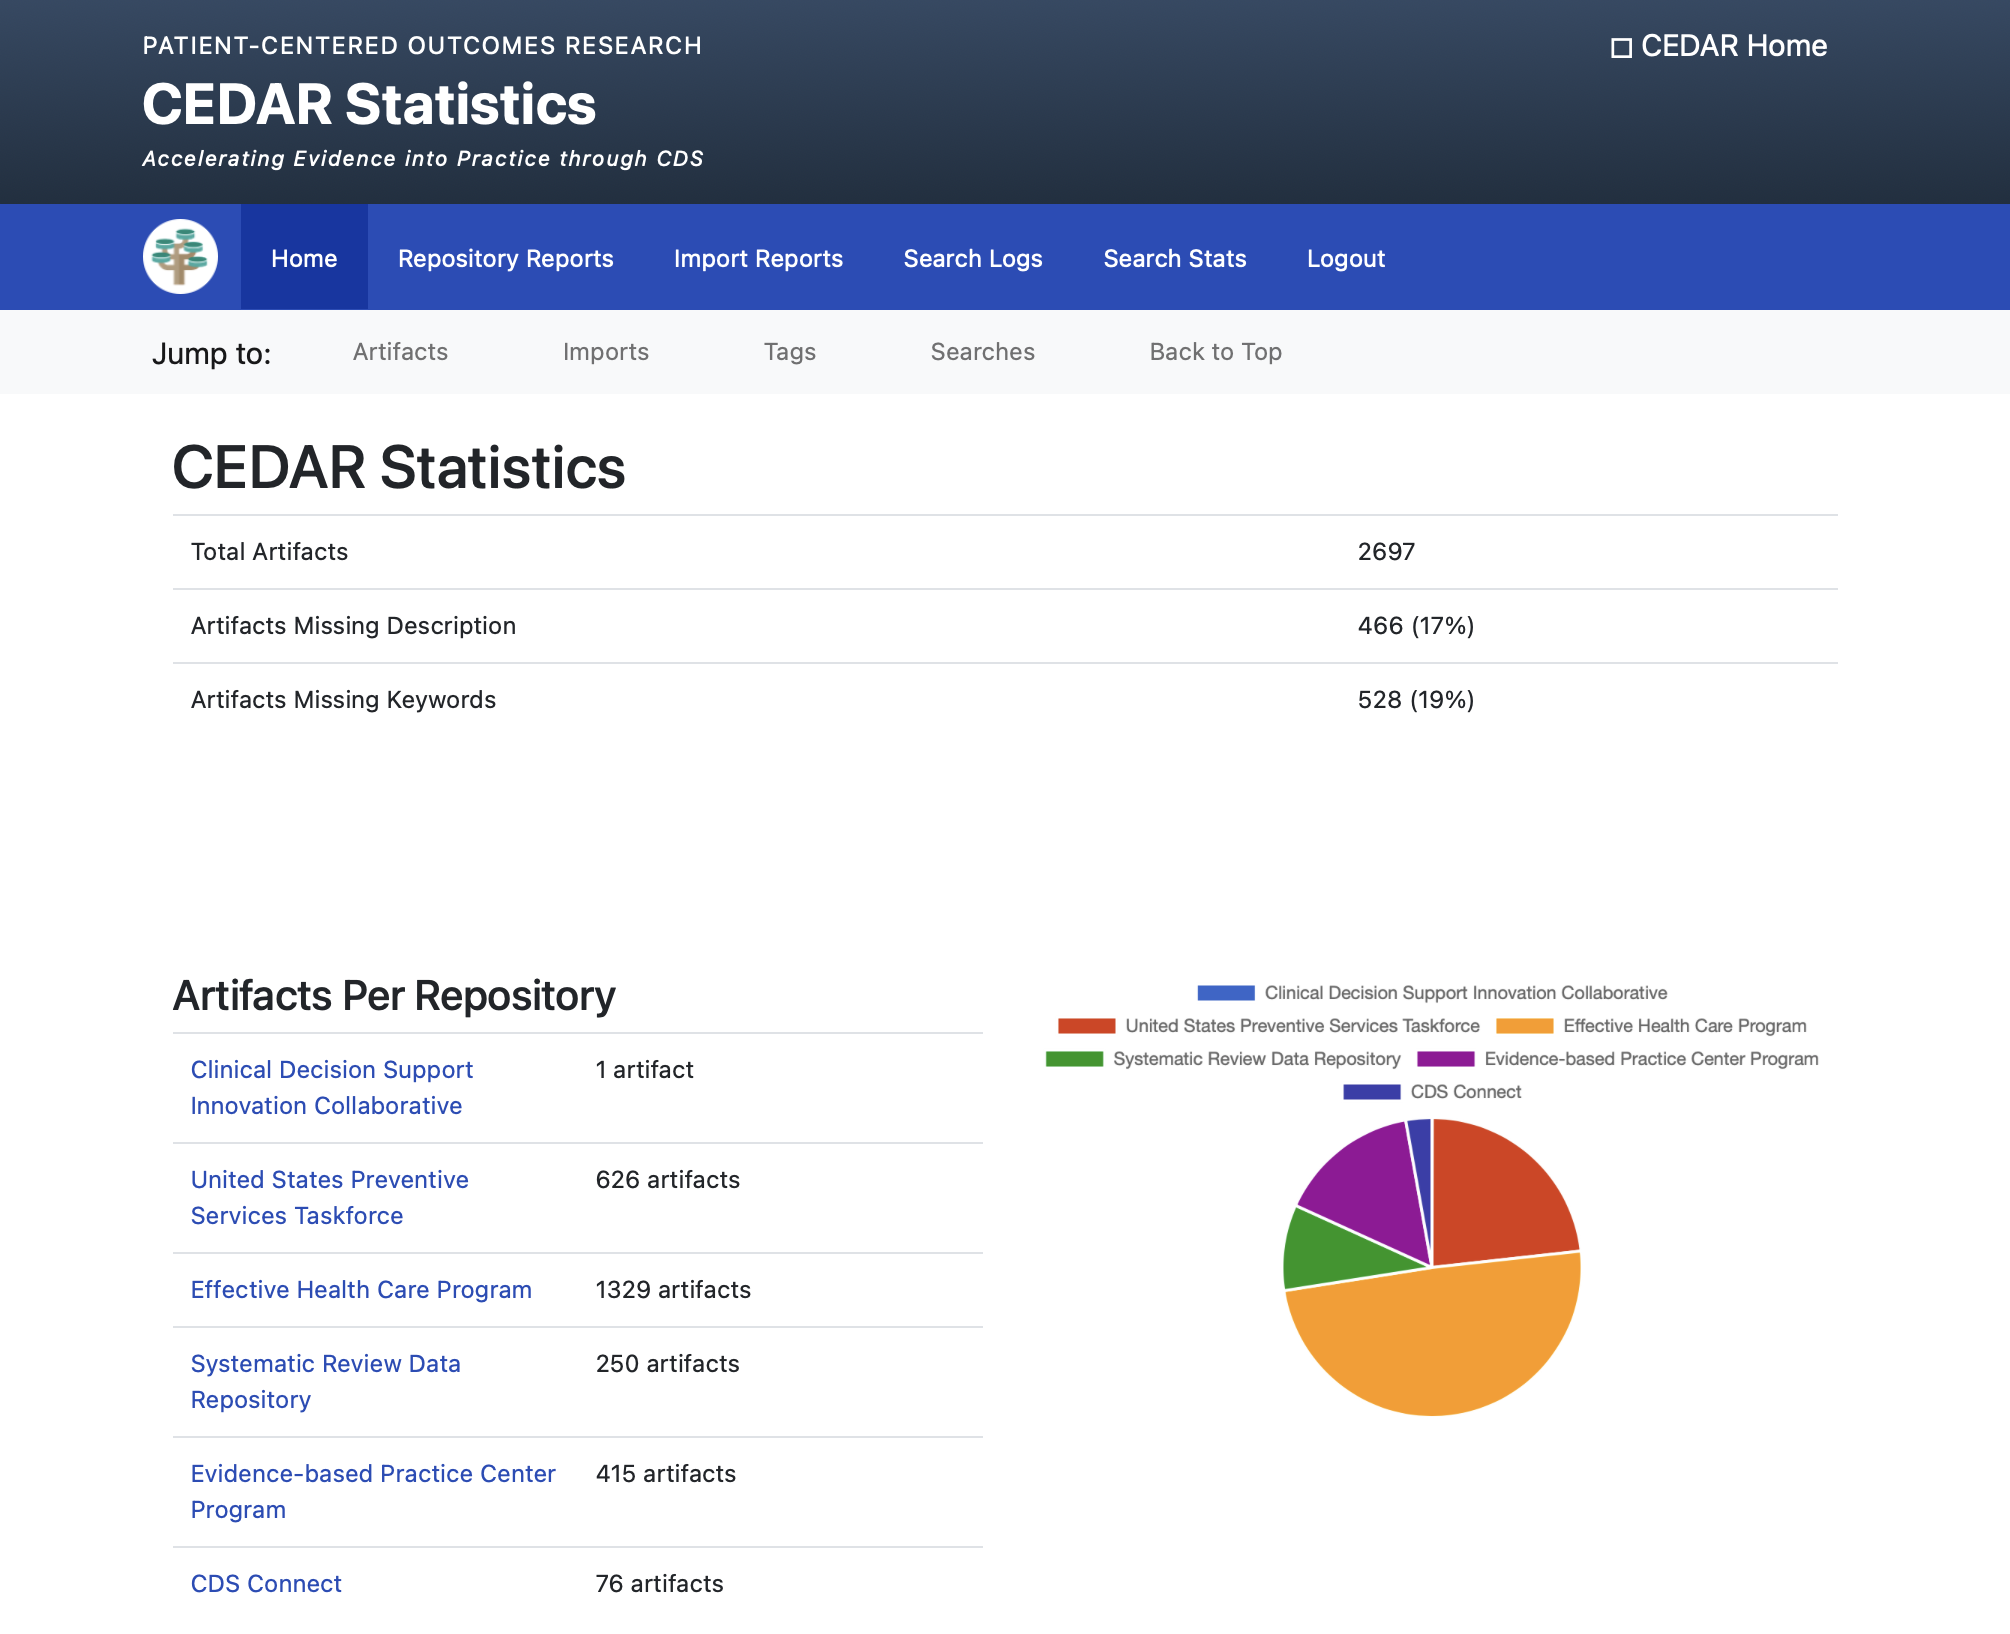 PATIENT-CENTERED OUTCOMES RESEARCH
CEDAR Home
CEDAR Statistics
Accelerating Evidence into Practice through CDS
Home Repository Reports Import Reports Search Logs Search Stats Logout
Jump to: Artifacts Imports Tags Searches Back to Top
CEDAR Statistics
Total Artifacts 2697
Artifacts Missing Description 466 (17%)
Artifacts Missing Keywords 528 (19%)
Artifacts Per Repository
Clinical Decision Support 1 artifact
Innovation Collaborative
United States Preventive 626 artifacts
Services Taskforce
Effective Health Care Program 1329 artifacts
Systematic Review Data 250 artifacts
Repository
Evidence-based Practice Center 415 artifacts
Program
CDS Connect 76 artifacts
Clinical Decision Support Innovation Collaborative
United States Preventive Services Taskforce Effective Health Care Program
Systematic Review Data Repository Evidence-based Practice Center Program
CDS Connect